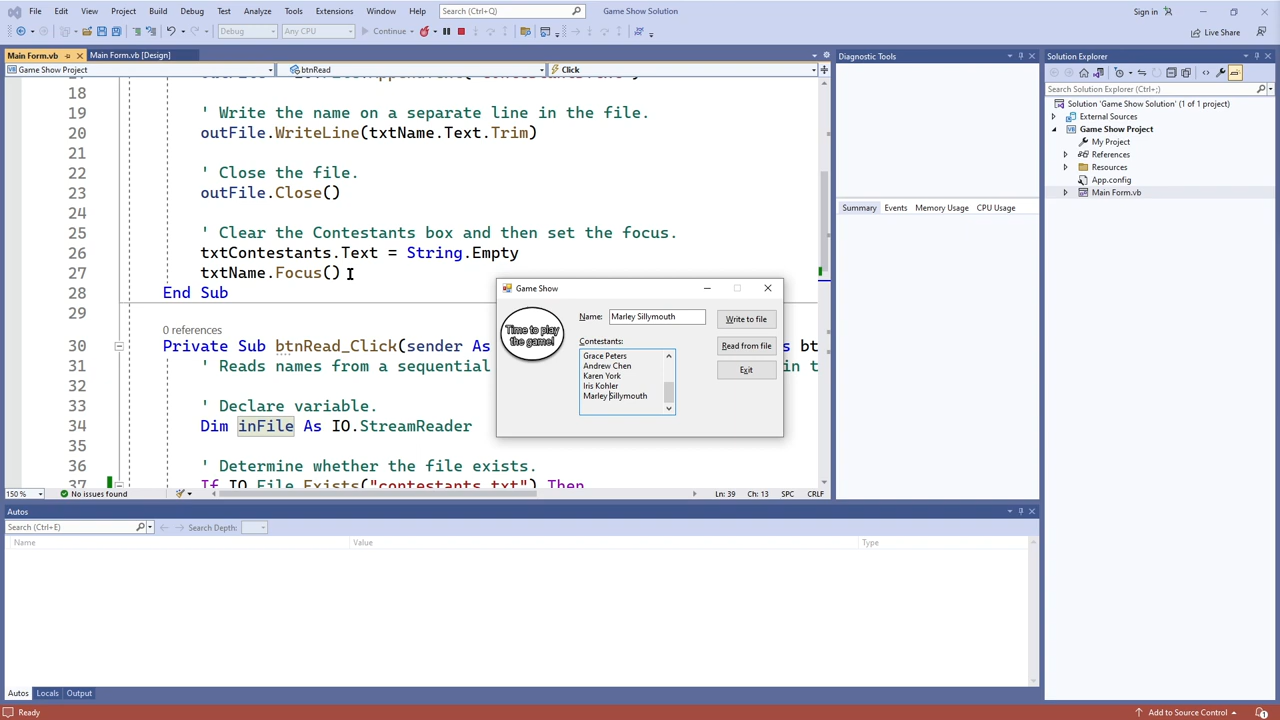 File Edit View Project Build Debug Test Analyze Tools Extensions Window Help Search (Ctrl+Q) Game Show Solution Sign in
Debug Any CPU Continue Live Share
Main Form.vb Main Form.vb [Design]
Game Show Project btnRead Click
18
19 ' Write the name on a separate line in the file.
20 outFile.WriteLine(txtName.Text.Trim)
21
22 ' Close the file.
23 outFile.Close()
24
25 ' Clear the Contestants box and then set the focus.
26 txtContestants.Text = String.Empty
27 txtName.Focus()
28 End Sub
29
0 references
30 Private Sub btnRead_Click(sender As
31 ' Reads names from a sequential
32
33 ' Declare variable.
34 Dim inFile As IO.StreamReader
35
36 ' Determine whether the file exists.
37 If IO.File.Exists("contestants.txt") Then
150 % No issues found Ln: 39 Ch: 13 SPC CRLF
Game Show
Time to play
the game!
Name: Marley Sillymouth Write to file
Contestants: Read from file
Grace Peters
Andrew Chen
Karen York
Iris Kohler
Marley Sillymouth
Exit
Diagnostic Tools
Summary Events Memory Usage CPU Usage
Solution Explorer
Search Solution Explorer (Ctrl+;)
Solution 'Game Show Solution' (1 of 1 project)
External Sources
Game Show Project
My Project
References
Resources
App.config
Main Form.vb
Autos
Search (Ctrl+E) Search Depth:
Name Value Type
Autos Locals Output
Ready Add to Source Control 1